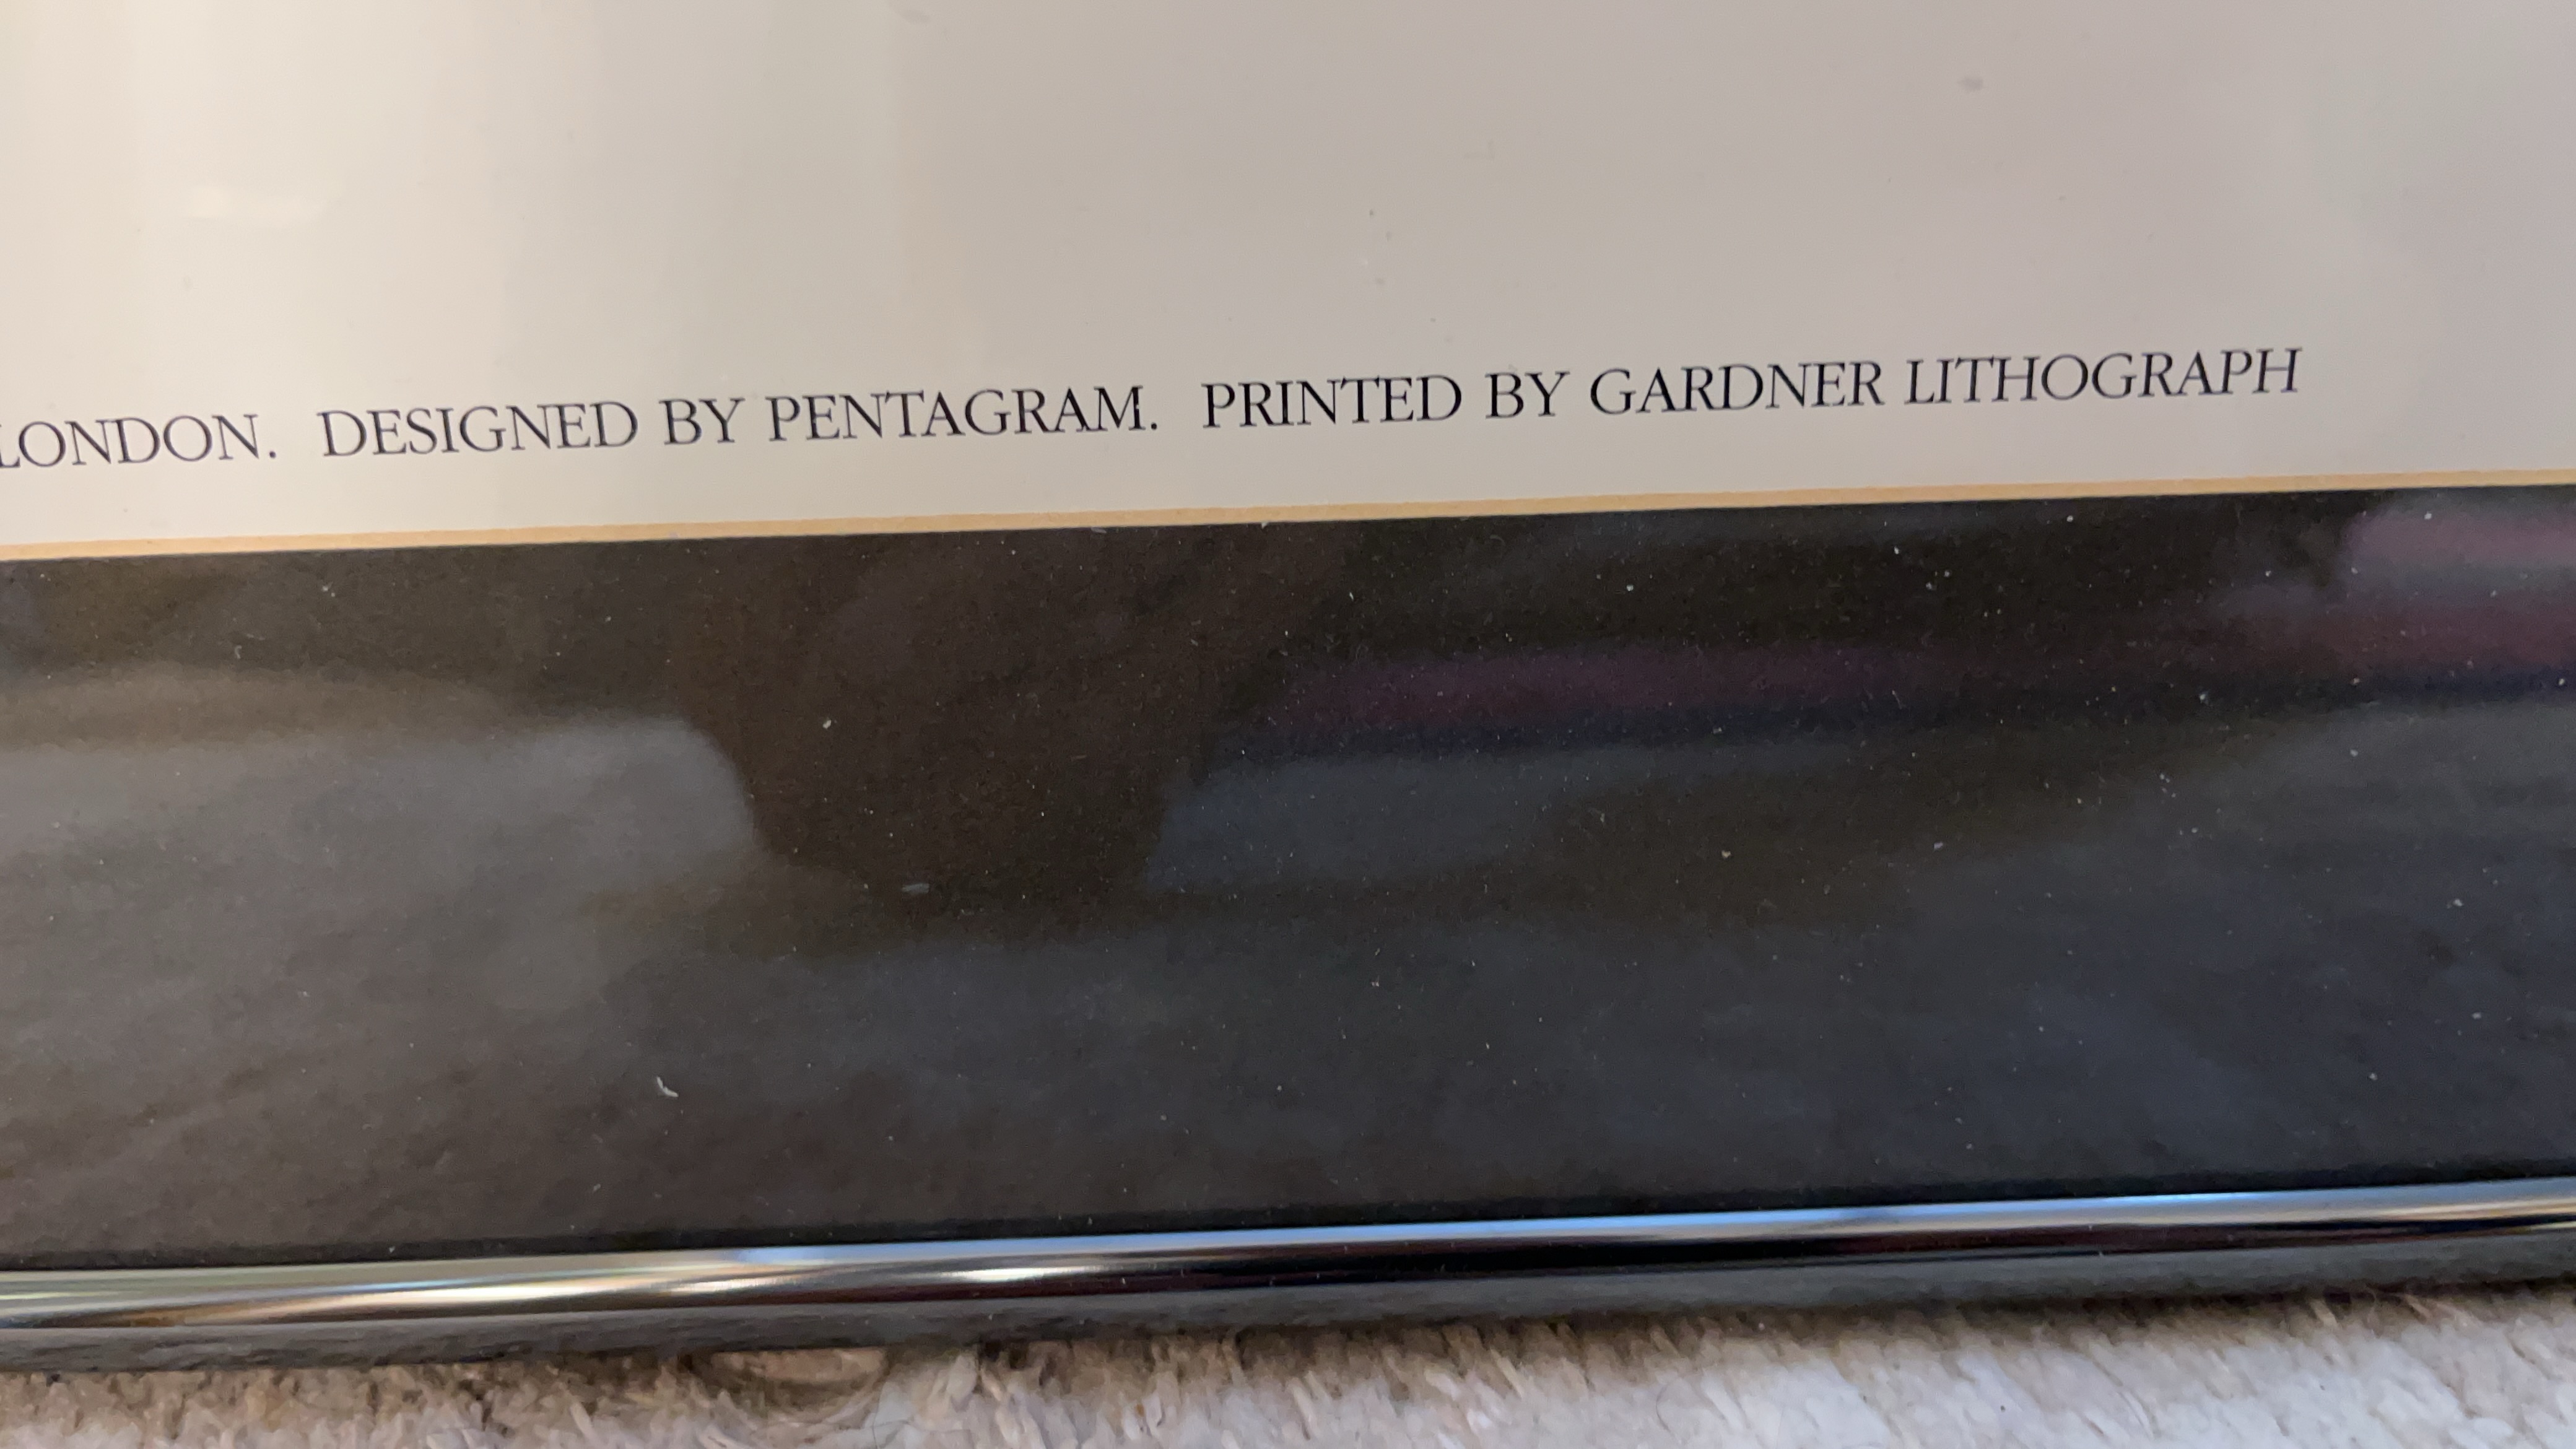 LONDON. DESIGNED BY PENTAGRAM. PRINTED BY GARDNER LITHOGRAPH